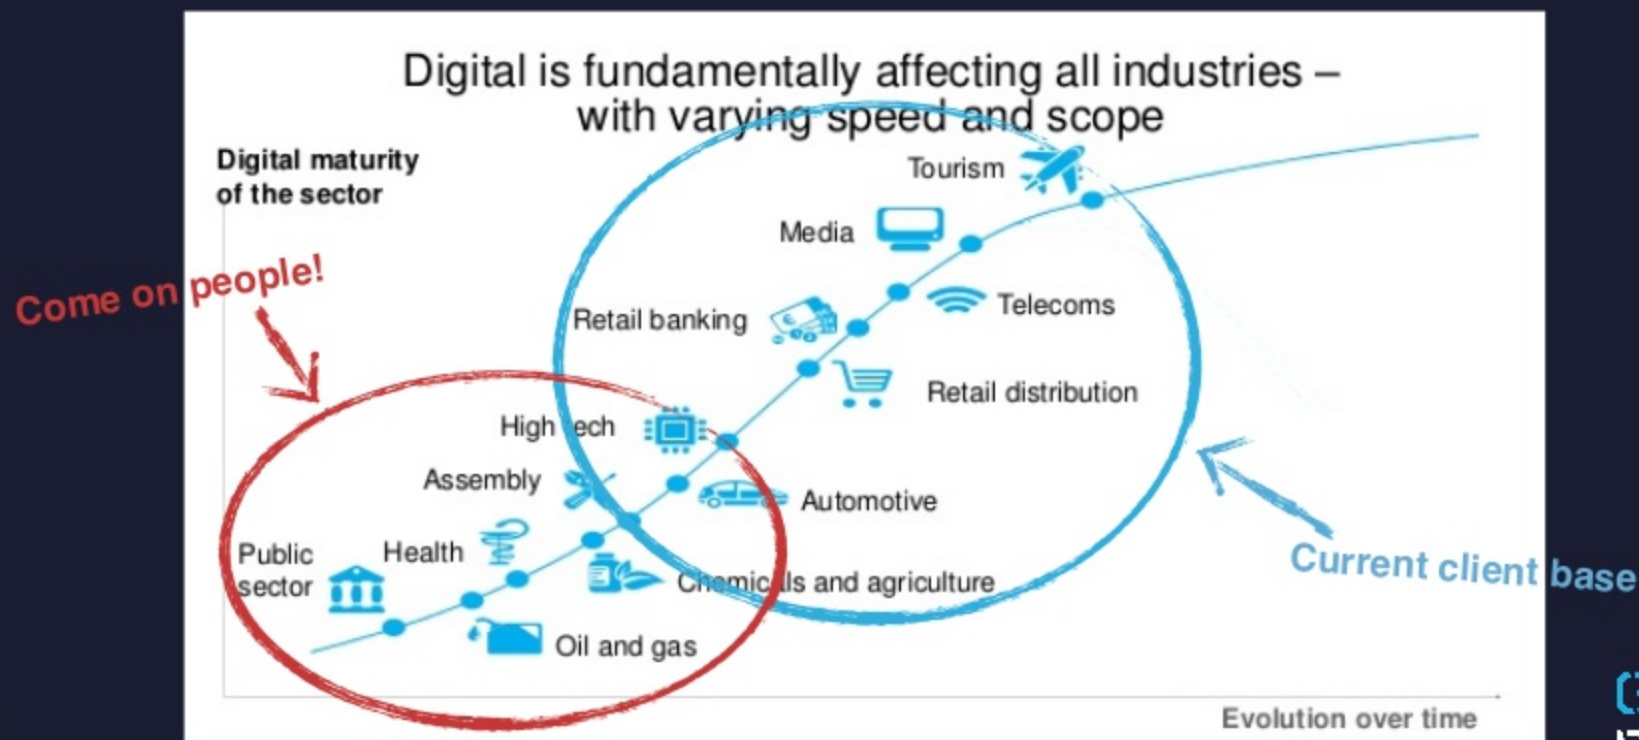 Digital is fundamentally affecting all industries –
with varying speed and scope
Digital maturity
of the sector
Tourism
Media
Come on people!
Telecoms
Retail banking
Retail distribution
High ech
Assembly
Automotive
Public
sector
Health
Chemicals and agriculture
Current client base
Oil and gas
Evolution over time